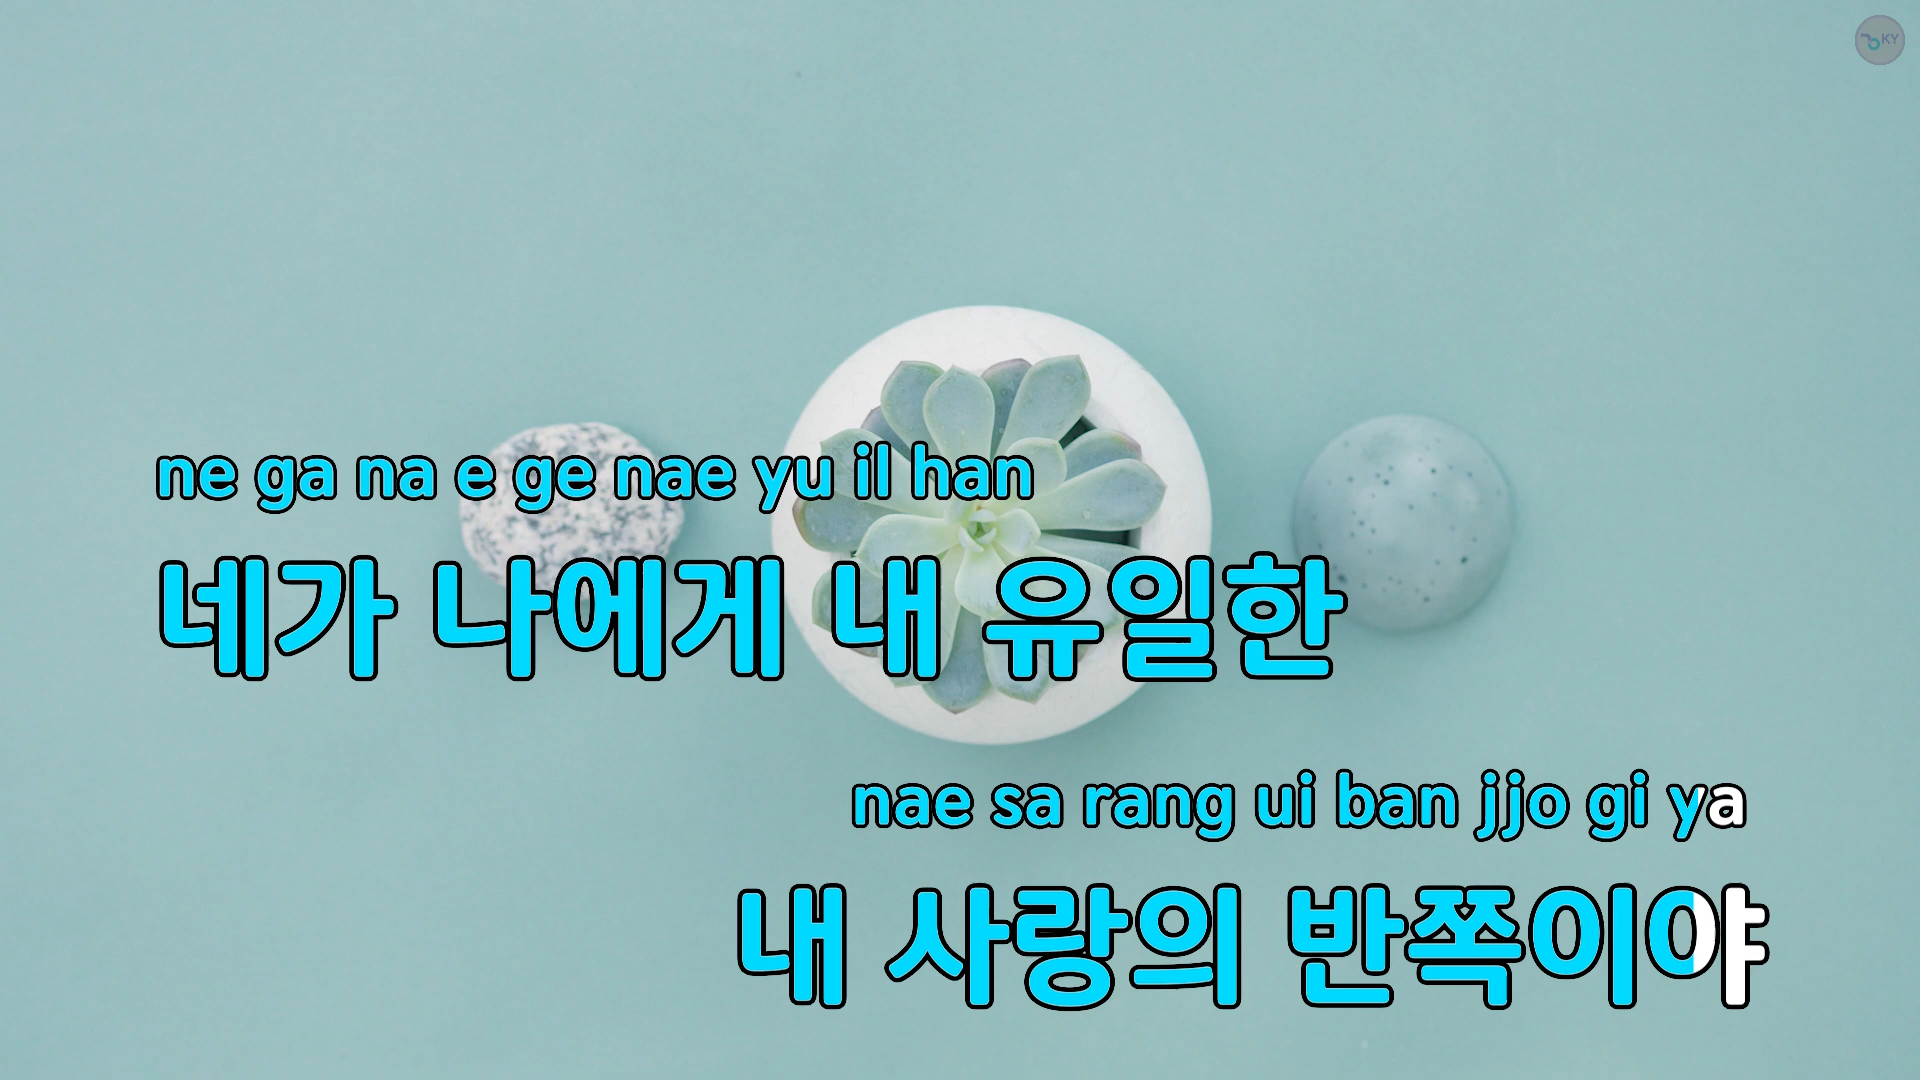 KY
ne ga na e ge nae yu il han
네가 나에게 내 유일한
nae sa rang ui ban jjo gi ya
내 사랑의 반쪽이야